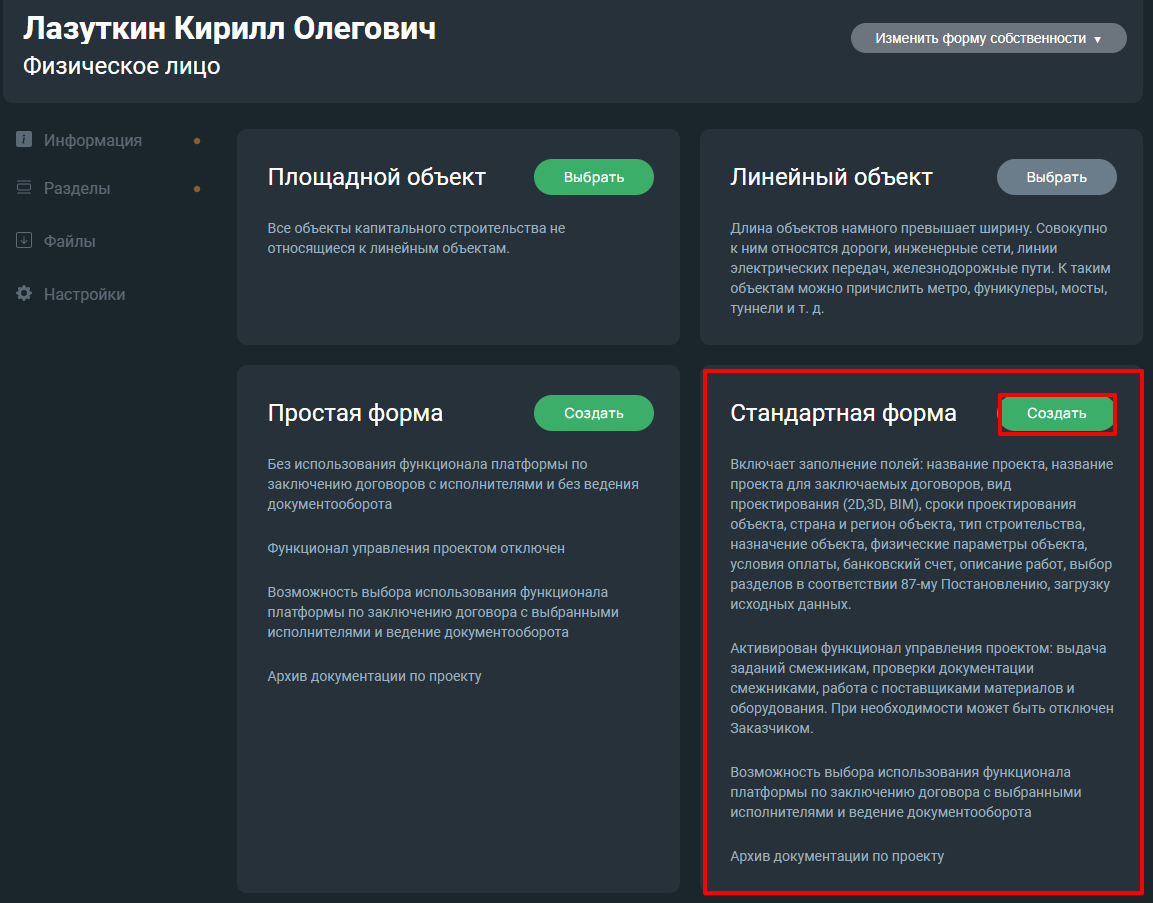 Лазуткин Кирилл Олегович
Физическое лицо
Изменить форму собственности ▼
Информация
Разделы
Файлы
Настройки
Площадной объект
Выбрать
Все объекты капитального строительства не
относящиеся к линейным объектам.
Линейный объект
Выбрать
Длина объектов намного превышает ширину. Совокупно
к ним относятся дороги, инженерные сети, линии
электрических передач, железнодорожные пути. К таким
объектам можно причислить метро, фуникулеры, мосты,
туннели и т. д.
Простая форма
Создать
Без использования функционала платформы по
заключению договоров с исполнителями и без ведения
документооборота
Функционал управления проектом отключен
Возможность выбора использования функционала
платформы по заключению договора с выбранными
исполнителями и ведение документооборота
Архив документации по проекту
Стандартная форма
Создать
Включает заполнение полей: название проекта, название
проекта для заключаемых договоров, вид
проектирования (2D,3D, BIM), сроки проектирования
объекта, страна и регион объекта, тип строительства,
назначение объекта, физические параметры объекта,
условия оплаты, банковский счет, описание работ, выбор
разделов в соответствии 87-му Постановлению, загрузку
исходных данных.
Активирован функционал управления проектом: выдача
заданий смежникам, проверки документации
смежниками, работа с поставщиками материалов и
оборудования. При необходимости может быть отключен
Заказчиком.
Возможность выбора использования функционала
платформы по заключению договора с выбранными
исполнителями и ведение документооборота
Архив документации по проекту